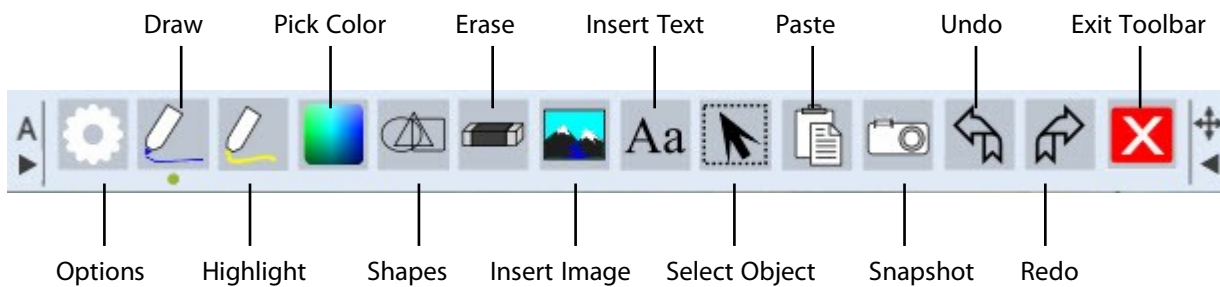 Draw Pick Color Erase Insert Text Paste Undo Exit Toolbar
A Aa X
Options Highlight Shapes Insert Image Select Object Snapshot Redo